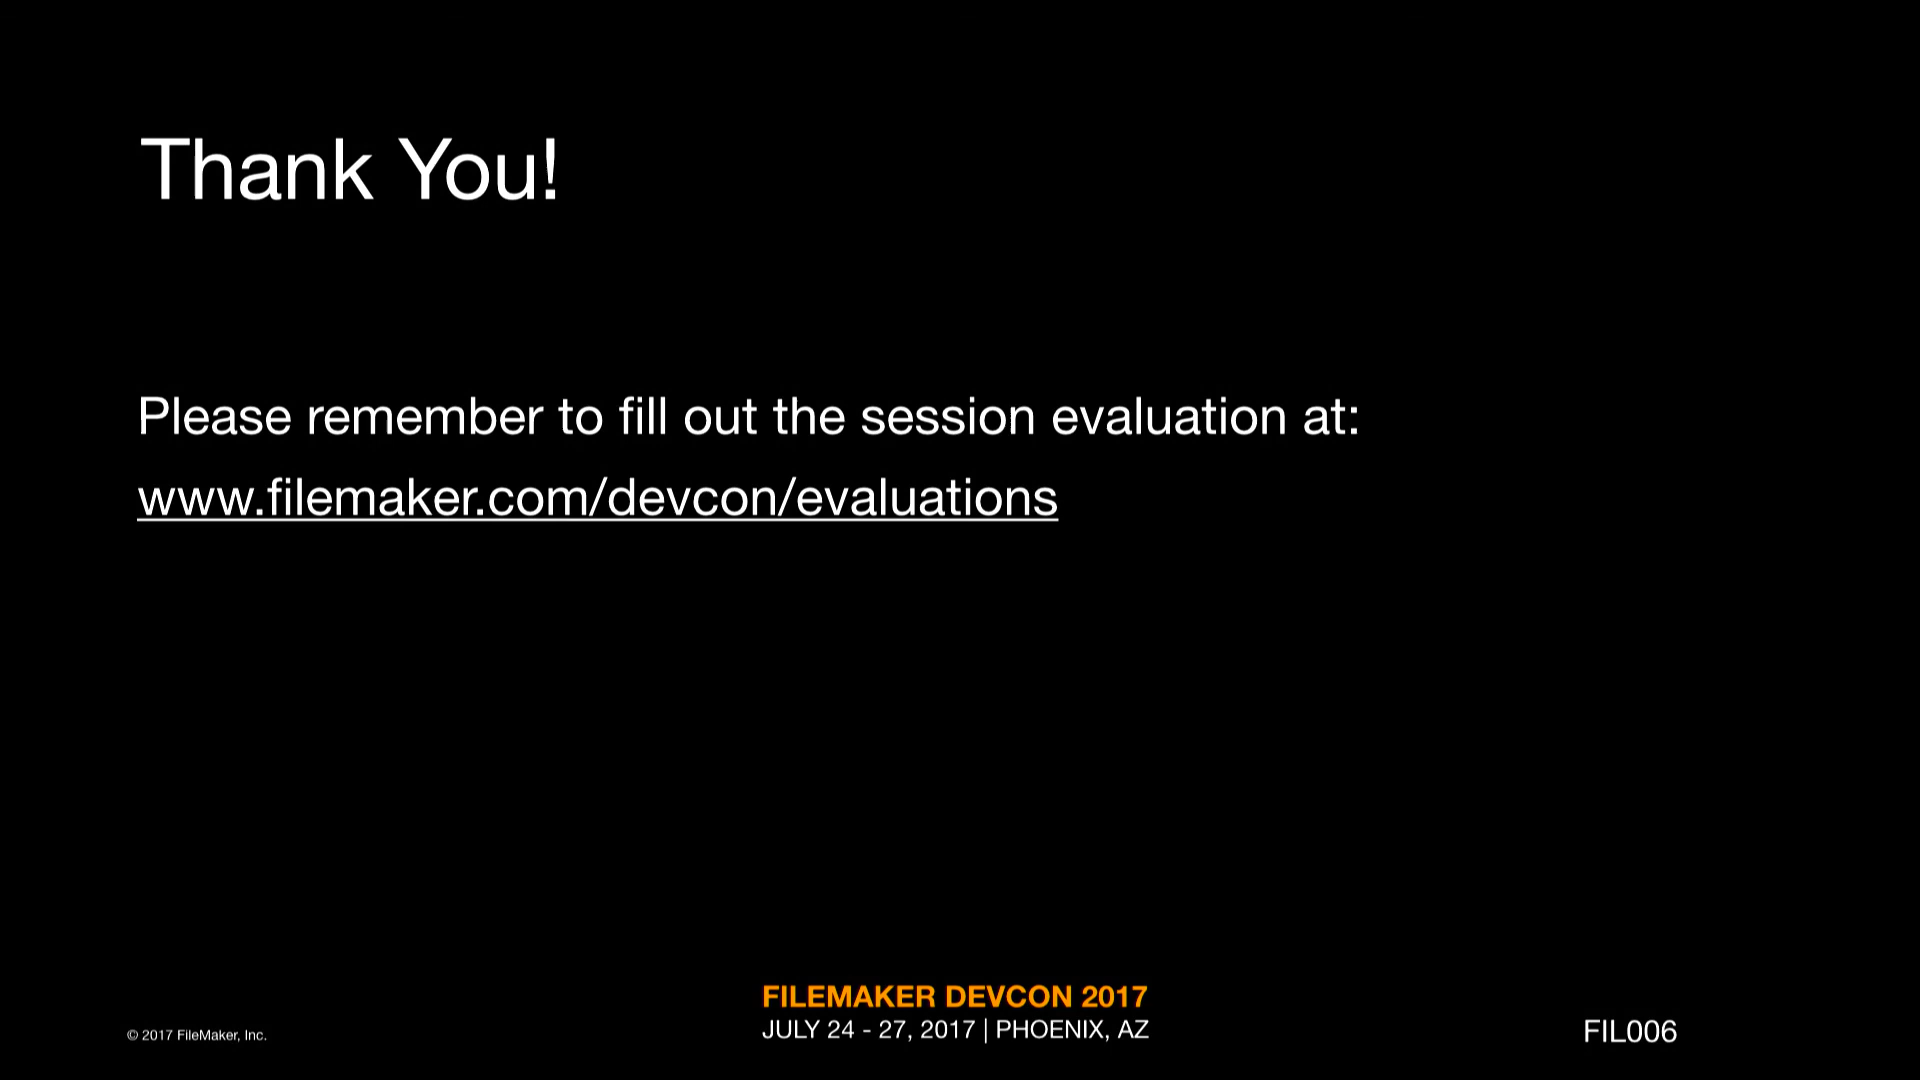 Thank You!
Please remember to fill out the session evaluation at:
www.filemaker.com/devcon/evaluations
FILEMAKER DEVCON 2017
JULY 24 - 27, 2017 | PHOENIX, AZ
© 2017 FileMaker, Inc.
FIL006